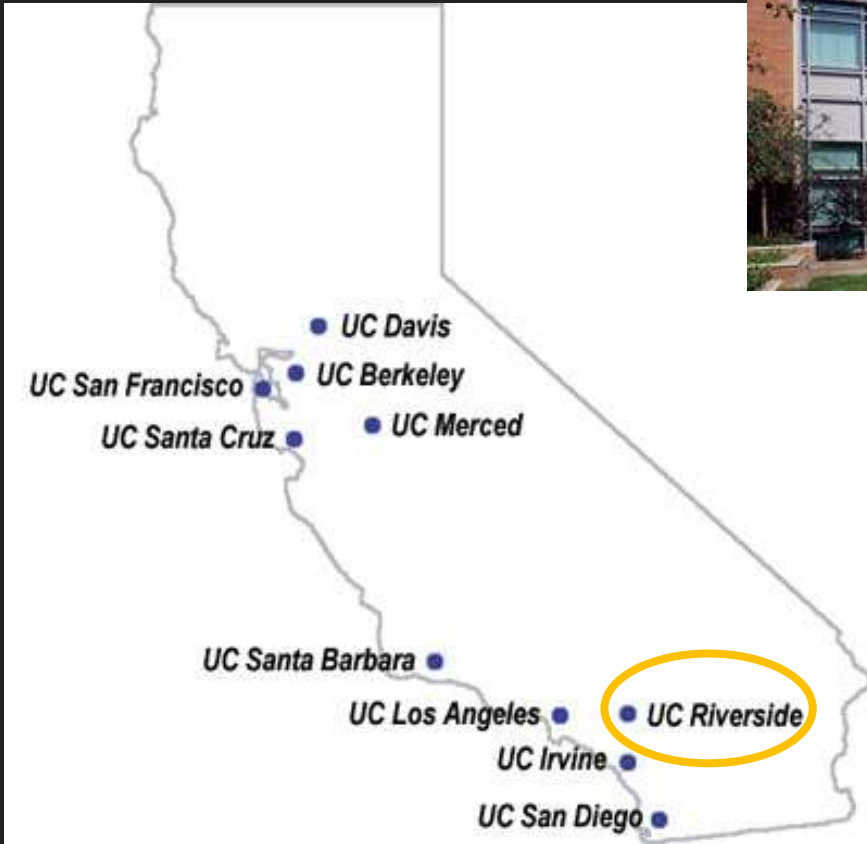 UC Davis
UC Berkeley
UC San Francisco
UC Merced
UC Santa Cruz
UC Santa Barbara
UC Los Angeles
UC Riverside
UC Irvine
UC San Diego